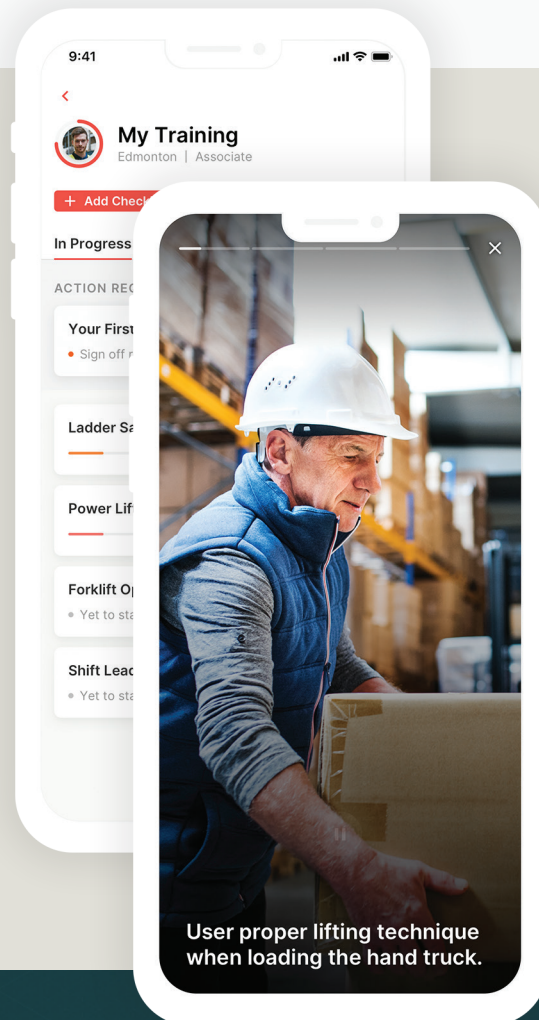 9:41
My Training
Edmonton | Associate
+ Add Check
In Progress
ACTION REQ
Your First
Sign off r
Ladder Sa
Power Lif
Forklift Op
Yet to sta
Shift Lead
Yet to sta
User proper lifting technique
when loading the hand truck.